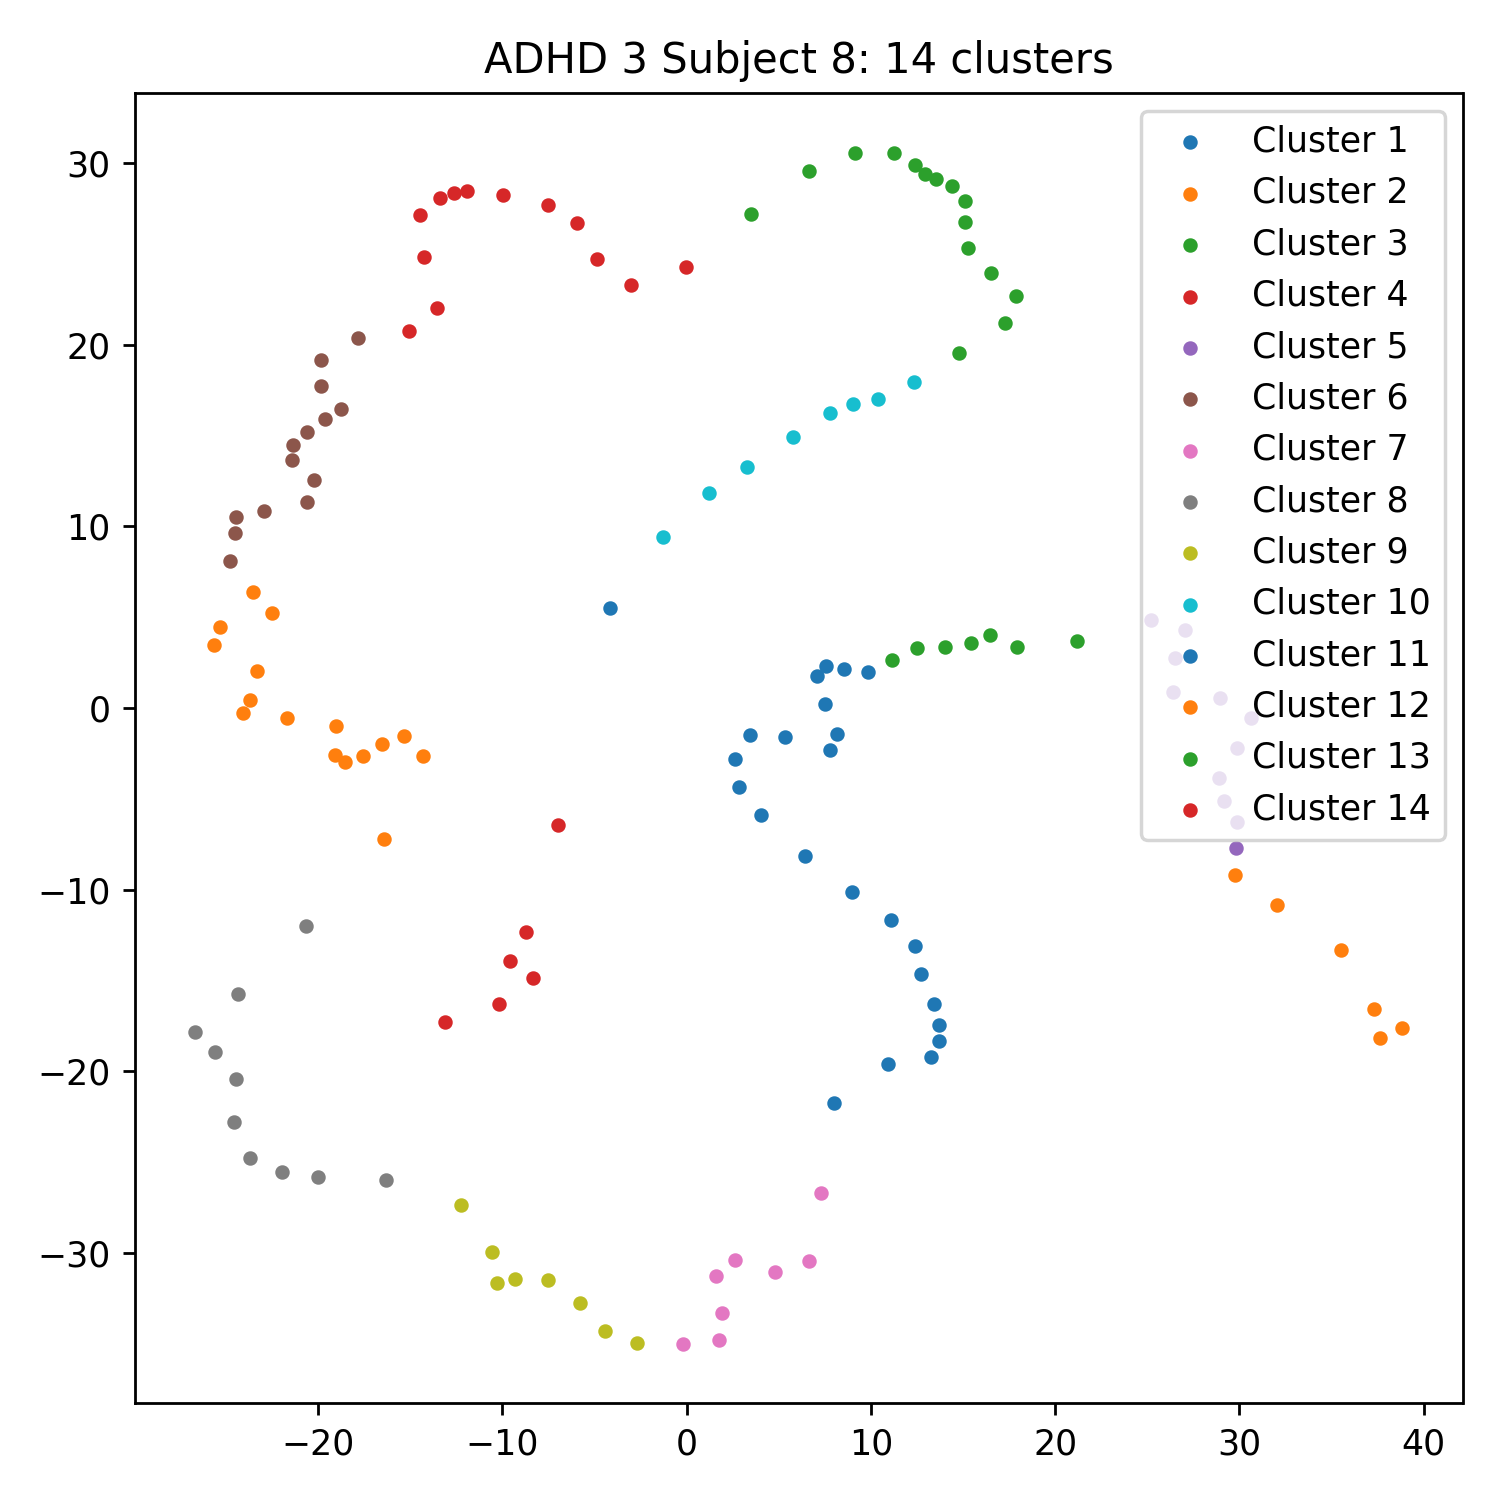 ADHD 3 Subject 8: 14 clusters
30
20
10
0
−10
−20
−30
−20
−10
0
10
20
30
40
Cluster 1
Cluster 2
Cluster 3
Cluster 4
Cluster 5
Cluster 6
Cluster 7
Cluster 8
Cluster 9
Cluster 10
Cluster 11
Cluster 12
Cluster 13
Cluster 14